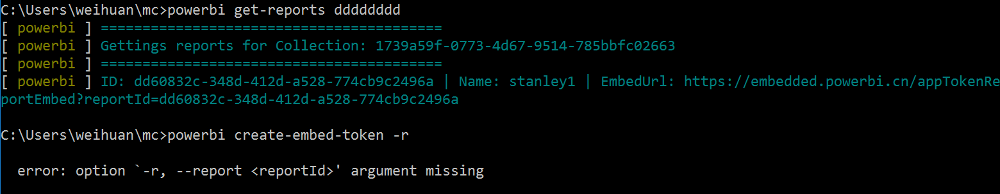 C:\Users\weihuan\mc>powerbi get-reports dddddddd
[ powerbi ] =========================================
[ powerbi ] Gettings reports for Collection: 1739a59f-0773-4d67-9514-785bbfc02663
[ powerbi ] =========================================
[ powerbi ] ID: dd60832c-348d-412d-a528-774cb9c2496a | Name: stanley1 | EmbedUrl: https://embedded.powerbi.cn/appTokenRe
portEmbed?reportId=dd60832c-348d-412d-a528-774cb9c2496a
C:\Users\weihuan\mc>powerbi create-embed-token -r
error: option `-r, --report <reportId>' argument missing